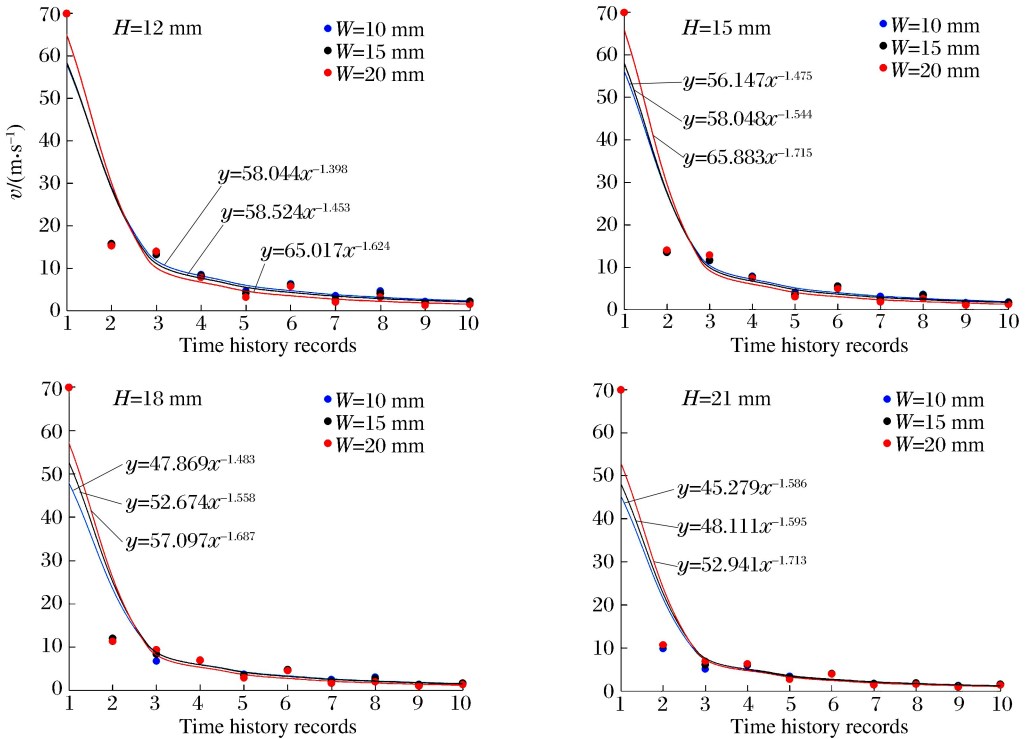 H=12 mm
W=10 mm
W=15 mm
W=20 mm
y=58.044x^−1.398
y=58.524x^−1.453
y=65.017x^−1.624
v/(m·s⁻¹)
70
60
50
40
30
20
10
0
1 2 3 4 5 6 7 8 9 10
Time history records
H=15 mm
W=10 mm
W=15 mm
W=20 mm
y=56.147x^−1.475
y=58.048x^−1.544
y=65.883x^−1.715
70
60
50
40
30
20
10
0
1 2 3 4 5 6 7 8 9 10
Time history records
H=18 mm
W=10 mm
W=15 mm
W=20 mm
y=47.869x^−1.483
y=52.674x^−1.558
y=57.097x^−1.687
70
60
50
40
30
20
10
0
1 2 3 4 5 6 7 8 9 10
Time history records
H=21 mm
W=10 mm
W=15 mm
W=20 mm
y=45.279x^−1.586
y=48.111x^−1.595
y=52.941x^−1.713
70
60
50
40
30
20
10
0
1 2 3 4 5 6 7 8 9 10
Time history records